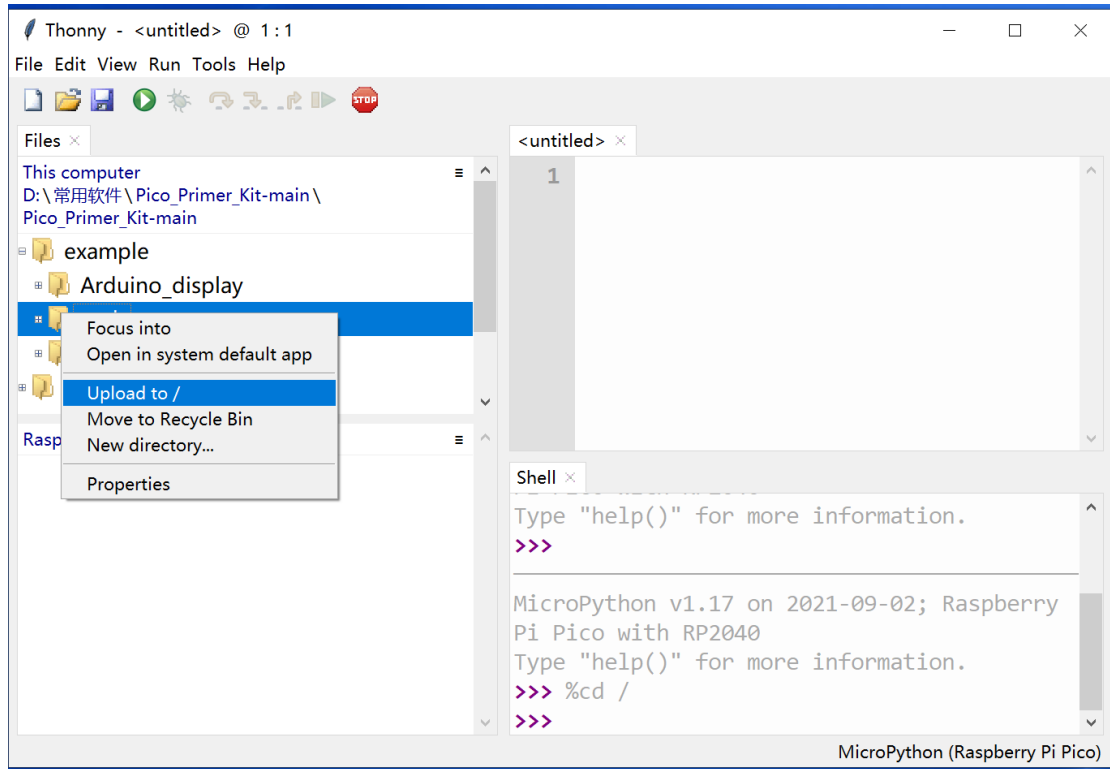 Thonny - <untitled> @ 1:1
File Edit View Run Tools Help
STOP
Files
This computer
D:\常用软件\Pico_Primer_Kit-main\
Pico_Primer_Kit-main
example
Arduino_display
Focus into
Open in system default app
Upload to /
Move to Recycle Bin
New directory...
Properties
Rasp
<untitled>
1
Shell
Type "help()" for more information.
>>>
MicroPython v1.17 on 2021-09-02; Raspberry
Pi Pico with RP2040
Type "help()" for more information.
>>> %cd /
>>>
MicroPython (Raspberry Pi Pico)